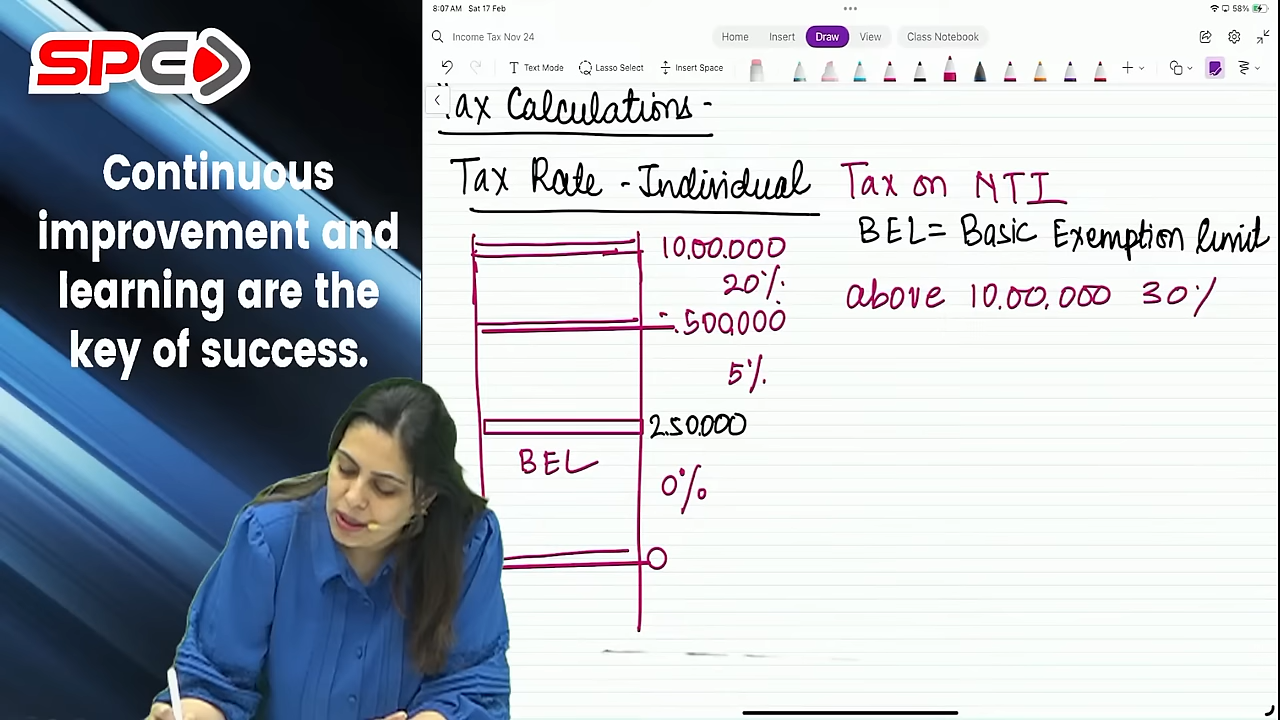 8:07 AM Sat 17 Feb
58%
Income Tax Nov 24
Home Insert Draw View Class Notebook
Text Mode Lasso Select Insert Space
SPE
Continuous
improvement and
learning are the
key of success.
Tax Calculations -
Tax Rate - Individual
Tax on NTI
BEL = Basic Exemption limit
above 10,00,000 30%
10,00,000
20%
500,000
5%
2.50.000
BEL
0%
0